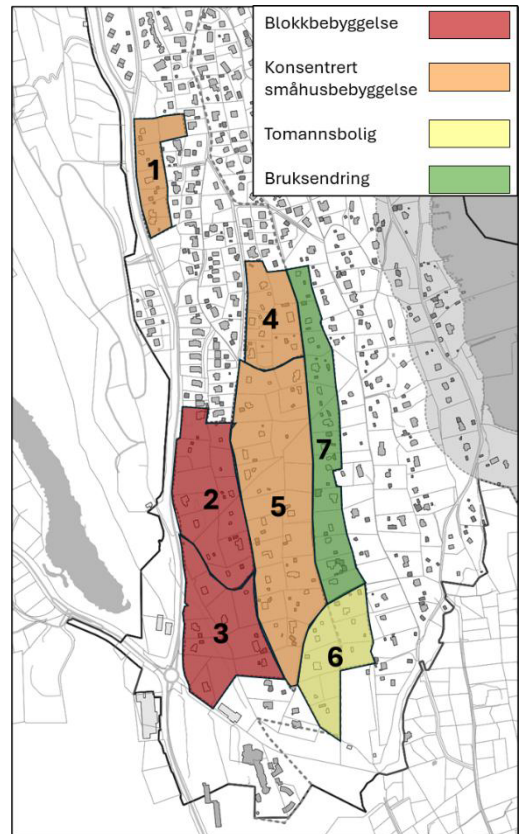 Blokkbebyggelse
Konsentrert
småhusbebyggelse
Tomannsbolig
Bruksendring
1
4
7
2
5
3
6